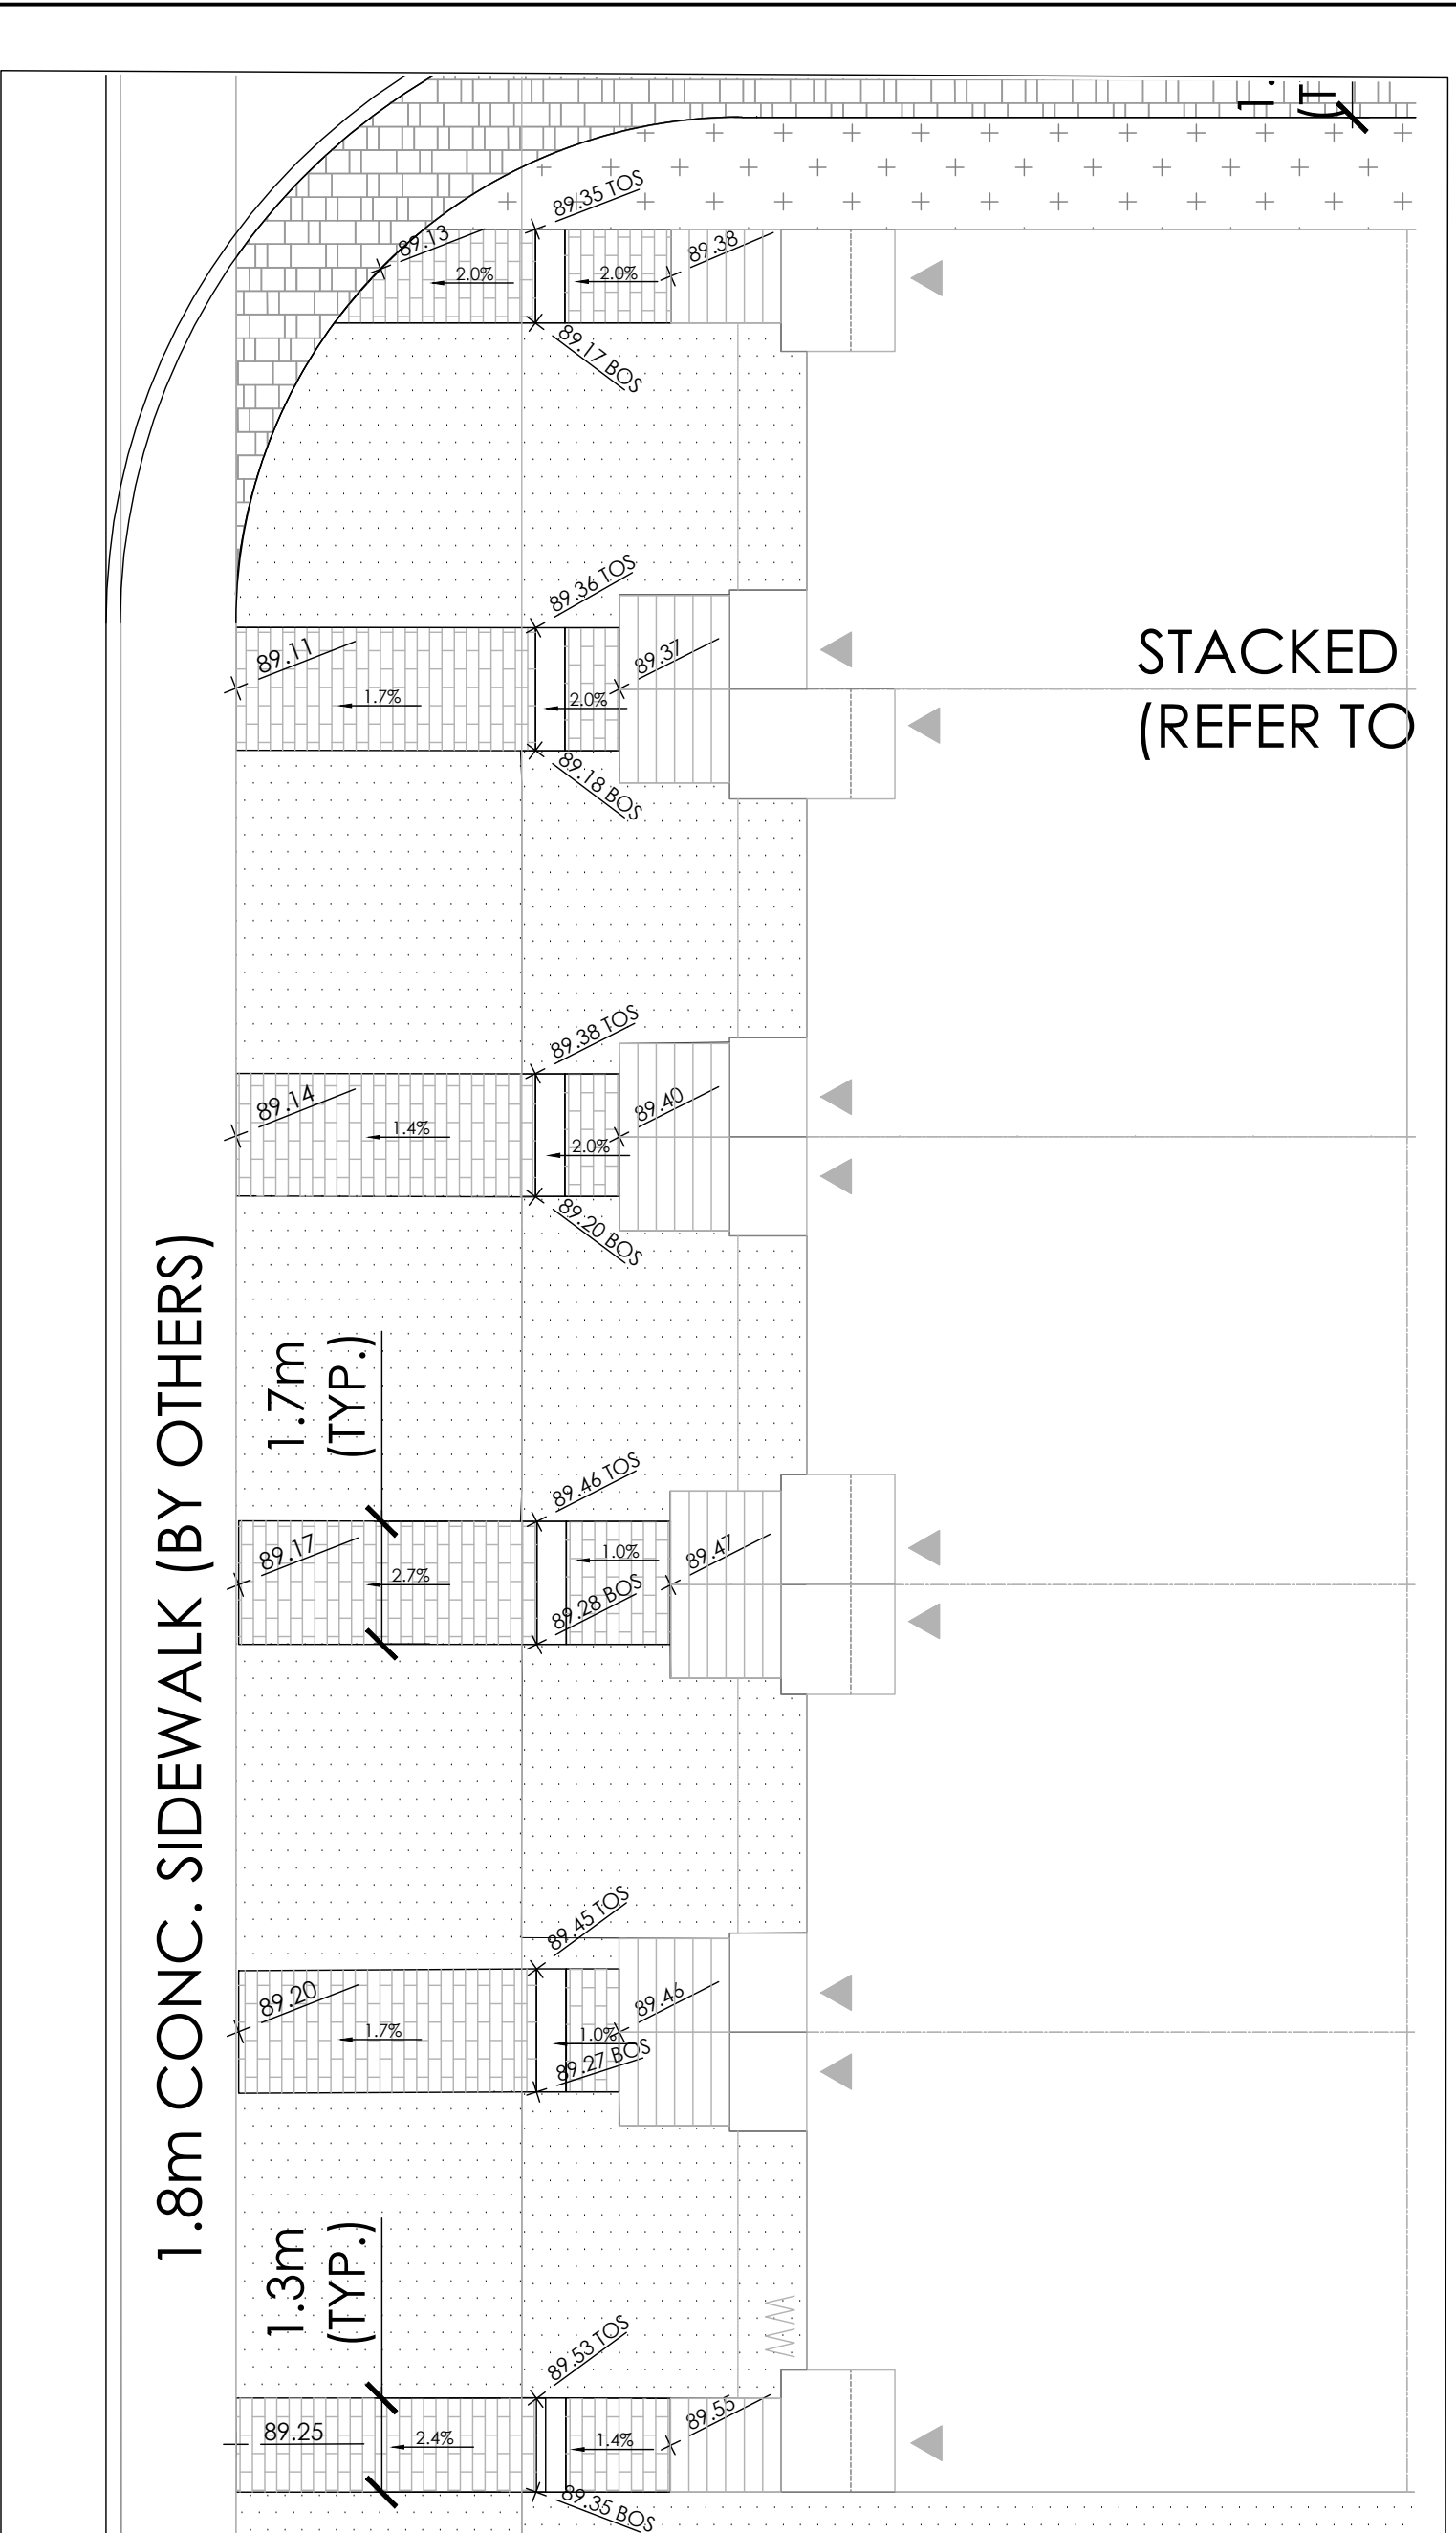 1.
(T
89.35 TOS
89.13
2.0%
2.0%
89.38
89.17 BOS
89.36 TOS
89.11
1.7%
2.0%
89.37
89.18 BOS
STACKED
(REFER TO
89.38 TOS
89.14
1.4%
2.0%
89.40
89.20 BOS
1.8m CONC. SIDEWALK (BY OTHERS)
1.7m
(TYP.)
89.46 TOS
89.17
2.7%
1.0%
89.47
89.28 BOS
89.45 TOS
89.20
1.7%
1.0%
89.46
89.27 BOS
1.3m
(TYP.)
89.53 TOS
89.25
2.4%
1.4%
89.55
89.35 BOS